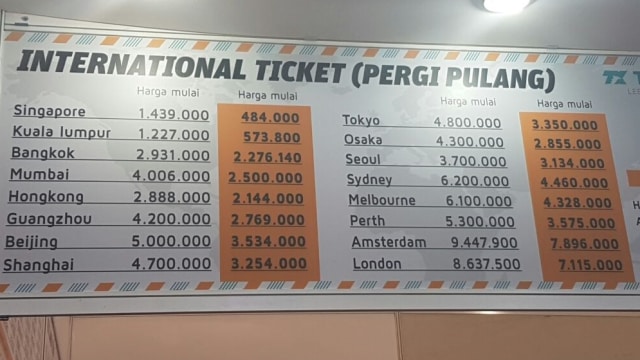 INTERNATIONAL TICKET (PERGI PULANG)
Harga mulai Harga mulai
Singapore 1.439.000 484.000
Kuala lumpur 1.227.000 573.800
Bangkok 2.931.000 2.276.140
Mumbai 4.006.000 2.500.000
Hongkong 2.888.000 2.144.000
Guangzhou 4.200.000 2.769.000
Beijing 5.000.000 3.534.000
Shanghai 4.700.000 3.254.000
Harga mulai Harga mulai
Tokyo 4.800.000 3.350.000
Osaka 4.300.000 2.855.000
Seoul 3.700.000 3.134.000
Sydney 6.200.000 4.460.000
Melbourne 6.100.000 4.328.000
Perth 5.300.000 3.575.000
Amsterdam 9.447.900 7.896.000
London 8.637.500 7.115.000